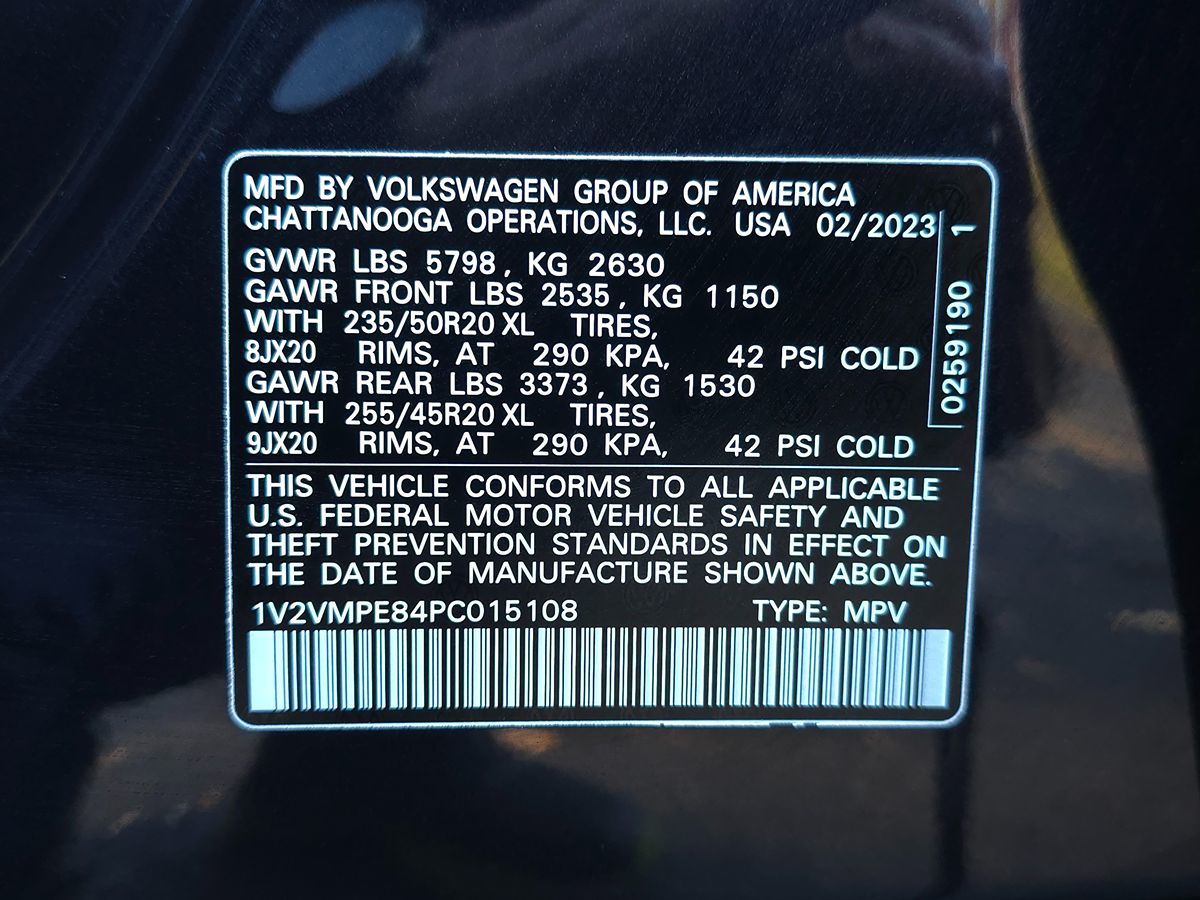 MFD BY VOLKSWAGEN GROUP OF AMERICA
CHATTANOOGA OPERATIONS, LLC. USA 02/2023
GVWR LBS 5798, KG 2630
GAWR FRONT LBS 2535, KG 1150
WITH 235/50R20 XL TIRES,
8JX20 RIMS, AT 290 KPA, 42 PSI COLD
GAWR REAR LBS 3373, KG 1530
WITH 255/45R20 XL TIRES,
9JX20 RIMS, AT 290 KPA, 42 PSI COLD
0259190 1
THIS VEHICLE CONFORMS TO ALL APPLICABLE
U.S. FEDERAL MOTOR VEHICLE SAFETY AND
THEFT PREVENTION STANDARDS IN EFFECT ON
THE DATE OF MANUFACTURE SHOWN ABOVE.
1V2VMPE84PC015108 TYPE: MPV